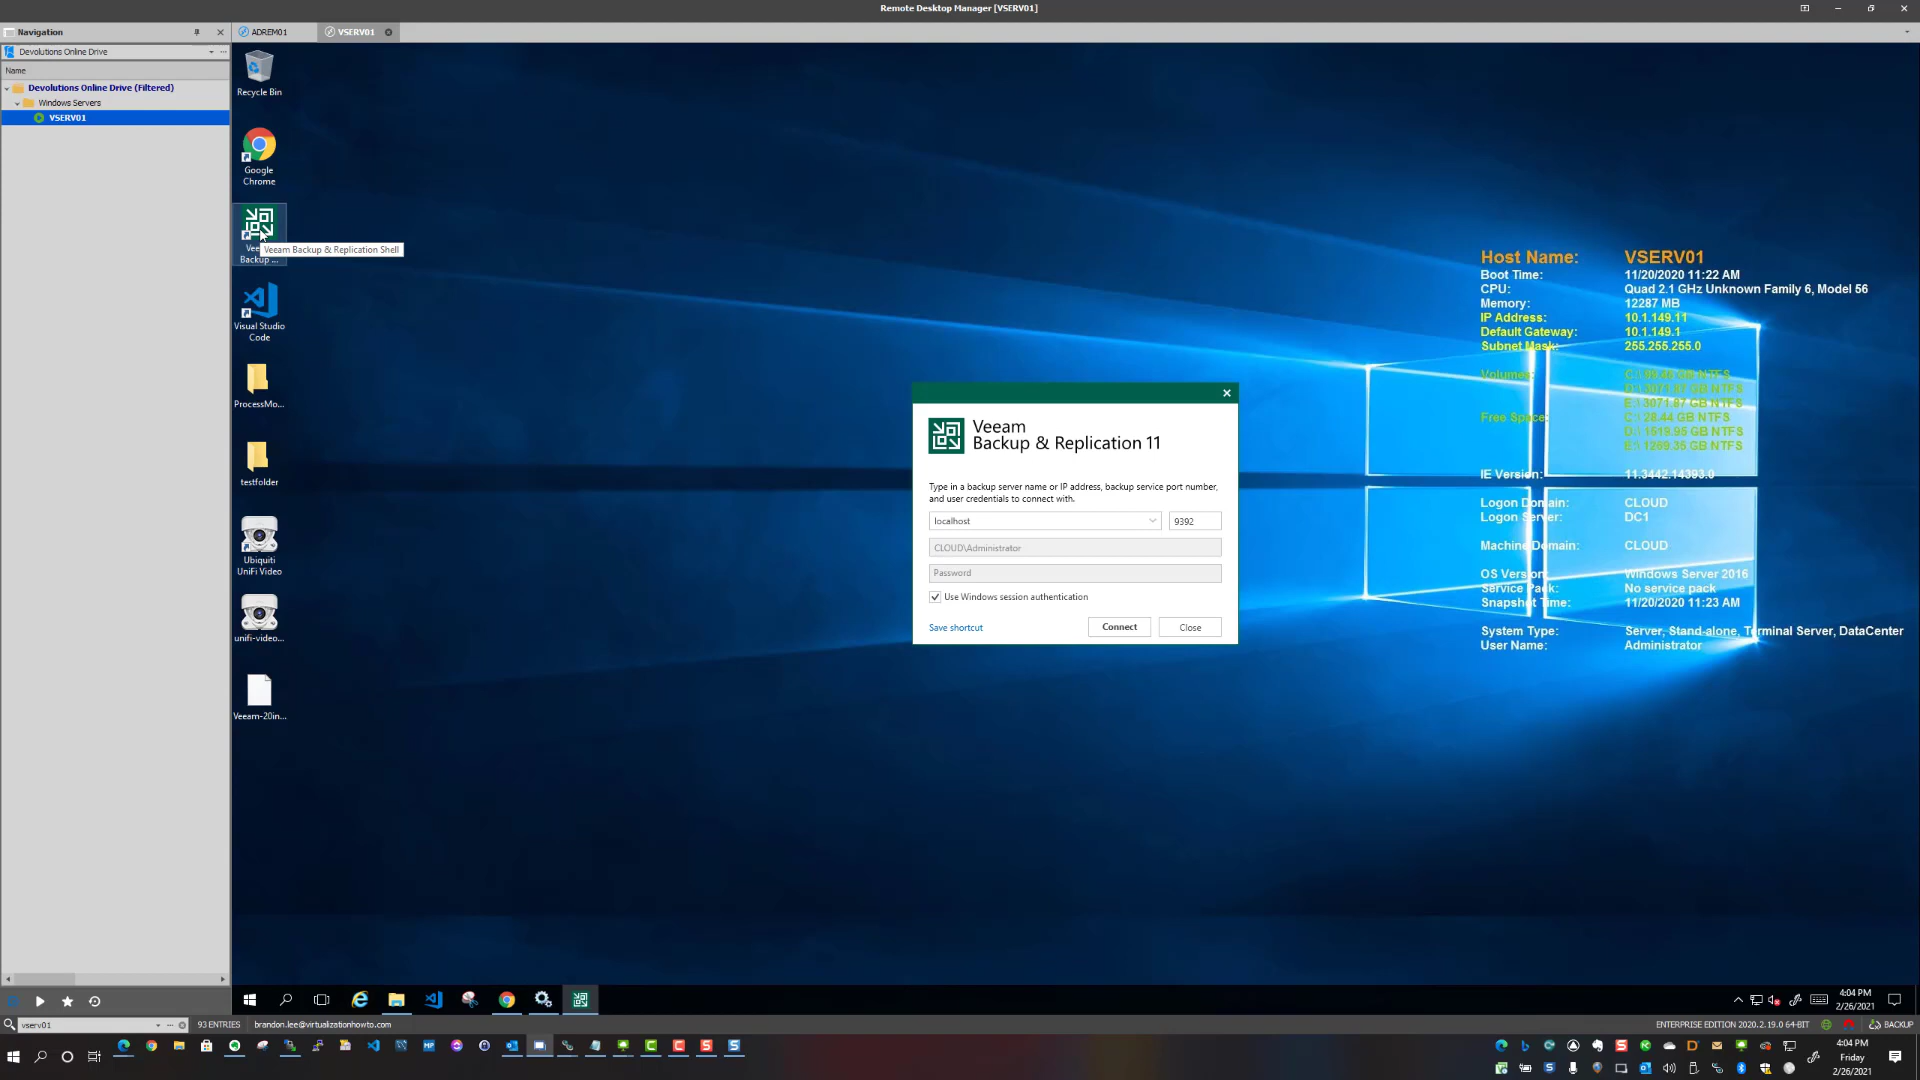 Remote Desktop Manager [VSERV01]
Navigation
ADREM01
VSERV01
Devolutions Online Drive
Name
Devolutions Online Drive (Filtered)
Windows Servers
VSERV01
Recycle Bin
Google
Chrome
Vee
Backup ...
Veeam Backup & Replication Shell
Visual Studio
Code
ProcessMo...
testfolder
Ubiquiti
UniFi Video
unifi-video...
Veeam-20in...
Host Name: VSERV01
Boot Time: 11/20/2020 11:22 AM
CPU: Quad 2.1 GHz Unknown Family 6, Model 56
Memory: 12287 MB
IP Address: 10.1.149.11
Default Gateway: 10.1.149.1
Subnet Mask: 255.255.255.0
Volumes: NTFS
D:\ 3071.87 GB NTFS
E:\ 3071.87 GB NTFS
Free Space: C:\ 28.44 GB NTFS
D:\ 1519.95 GB NTFS
E:\ 1269.35 GB NTFS
IE Version: 11.3442.14393.0
Logon Domain: CLOUD
Logon Server: DC1
Machine Domain: CLOUD
OS Version: Windows Server 2016
Service Pack: No service pack
Snapshot Time: 11/20/2020 11:23 AM
System Type: Server, Stand-alone, Terminal Server, DataCenter
User Name: Administrator
Veeam
Backup & Replication 11
Type in a backup server name or IP address, backup service port number,
and user credentials to connect with.
localhost
9392
CLOUD\Administrator
Password
Use Windows session authentication
Save shortcut
Connect
Close
4:04 PM
2/26/2021
vserv01
93 ENTRIES
brandon.lee@virtualizationhowto.com
ENTERPRISE EDITION 2020.2.19.0 64-BIT
BACKUP
4:04 PM
Friday
2/26/2021